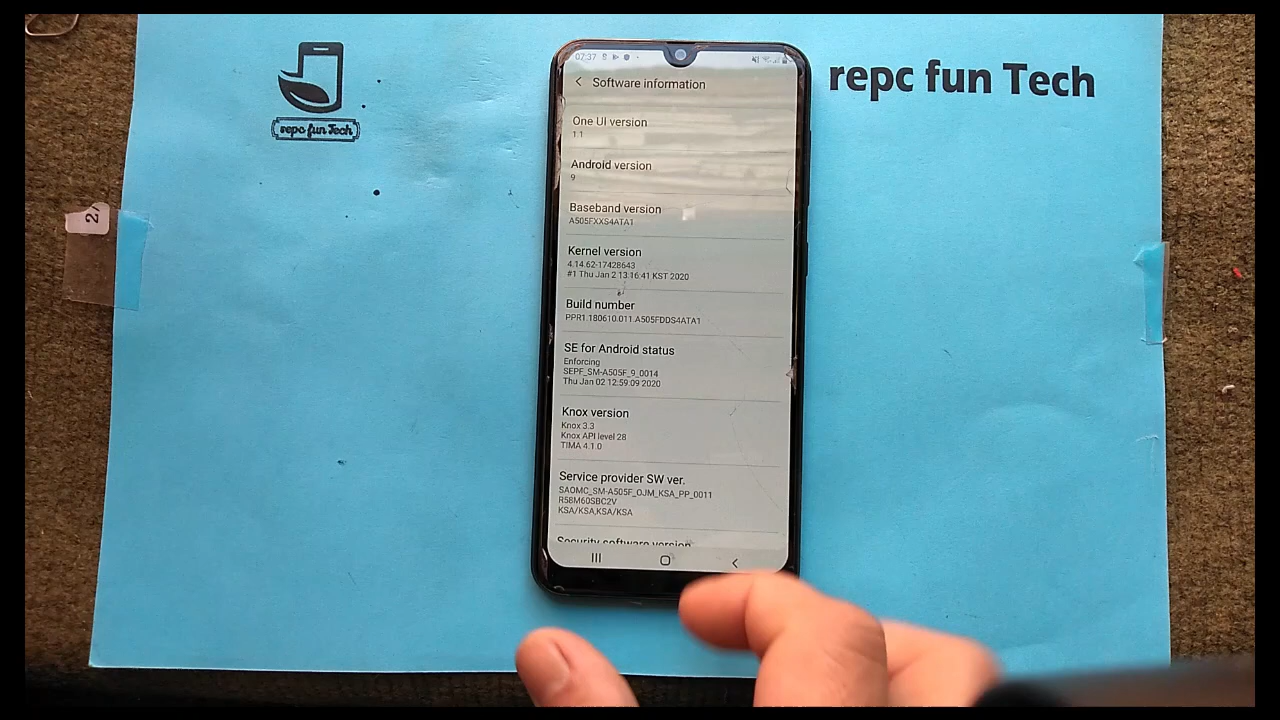 repc fun Tech
repc fun Tech
07:37
Software information
One UI version
1.1
Android version
9
Baseband version
A505FXXS4ATA1
Kernel version
4.14.62-17428643
#1 Thu Jan 2 13:16:41 KST 2020
Build number
PPR1.180610.011.A505FDDS4ATA1
SE for Android status
Enforcing
SEPF_SM-A505F_9_0014
Thu Jan 02 12:59:09 2020
Knox version
Knox 3.3
Knox API level 28
TIMA 4.1.0
Service provider SW ver.
SAOMC_SM-A505F_OJM_KSA_PP_0011
R58M60SBC2V
KSA/KSA,KSA/KSA
Security software version